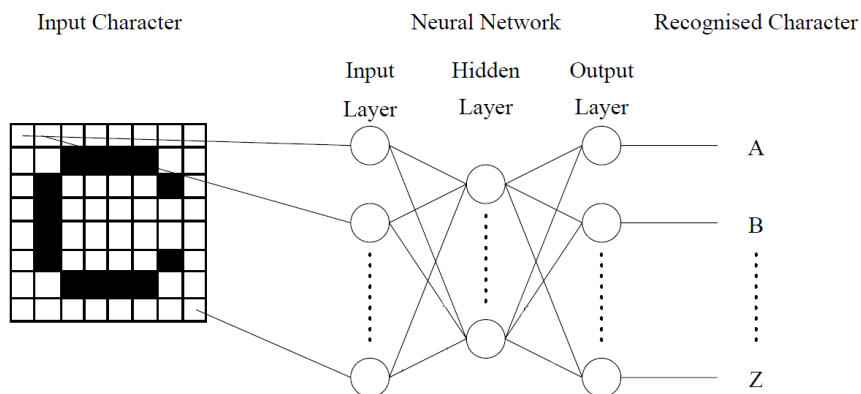 Input Character Neural Network Recognised Character
Input Hidden Output
Layer Layer Layer
A
B
Z